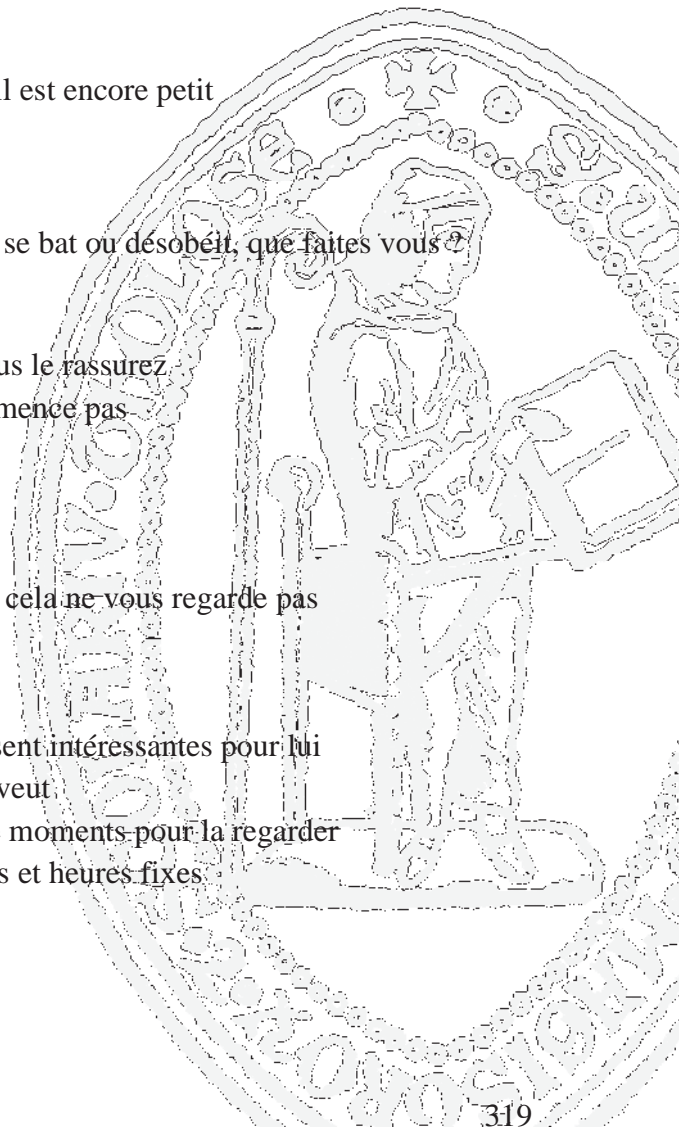 il est encore petit
se bat ou désobéit, que faites vous ?
us le rassurez
mence pas
cela ne vous regarde pas
sent intéressantes pour lui
veut
s moments pour la regarder
s et heures fixes
319